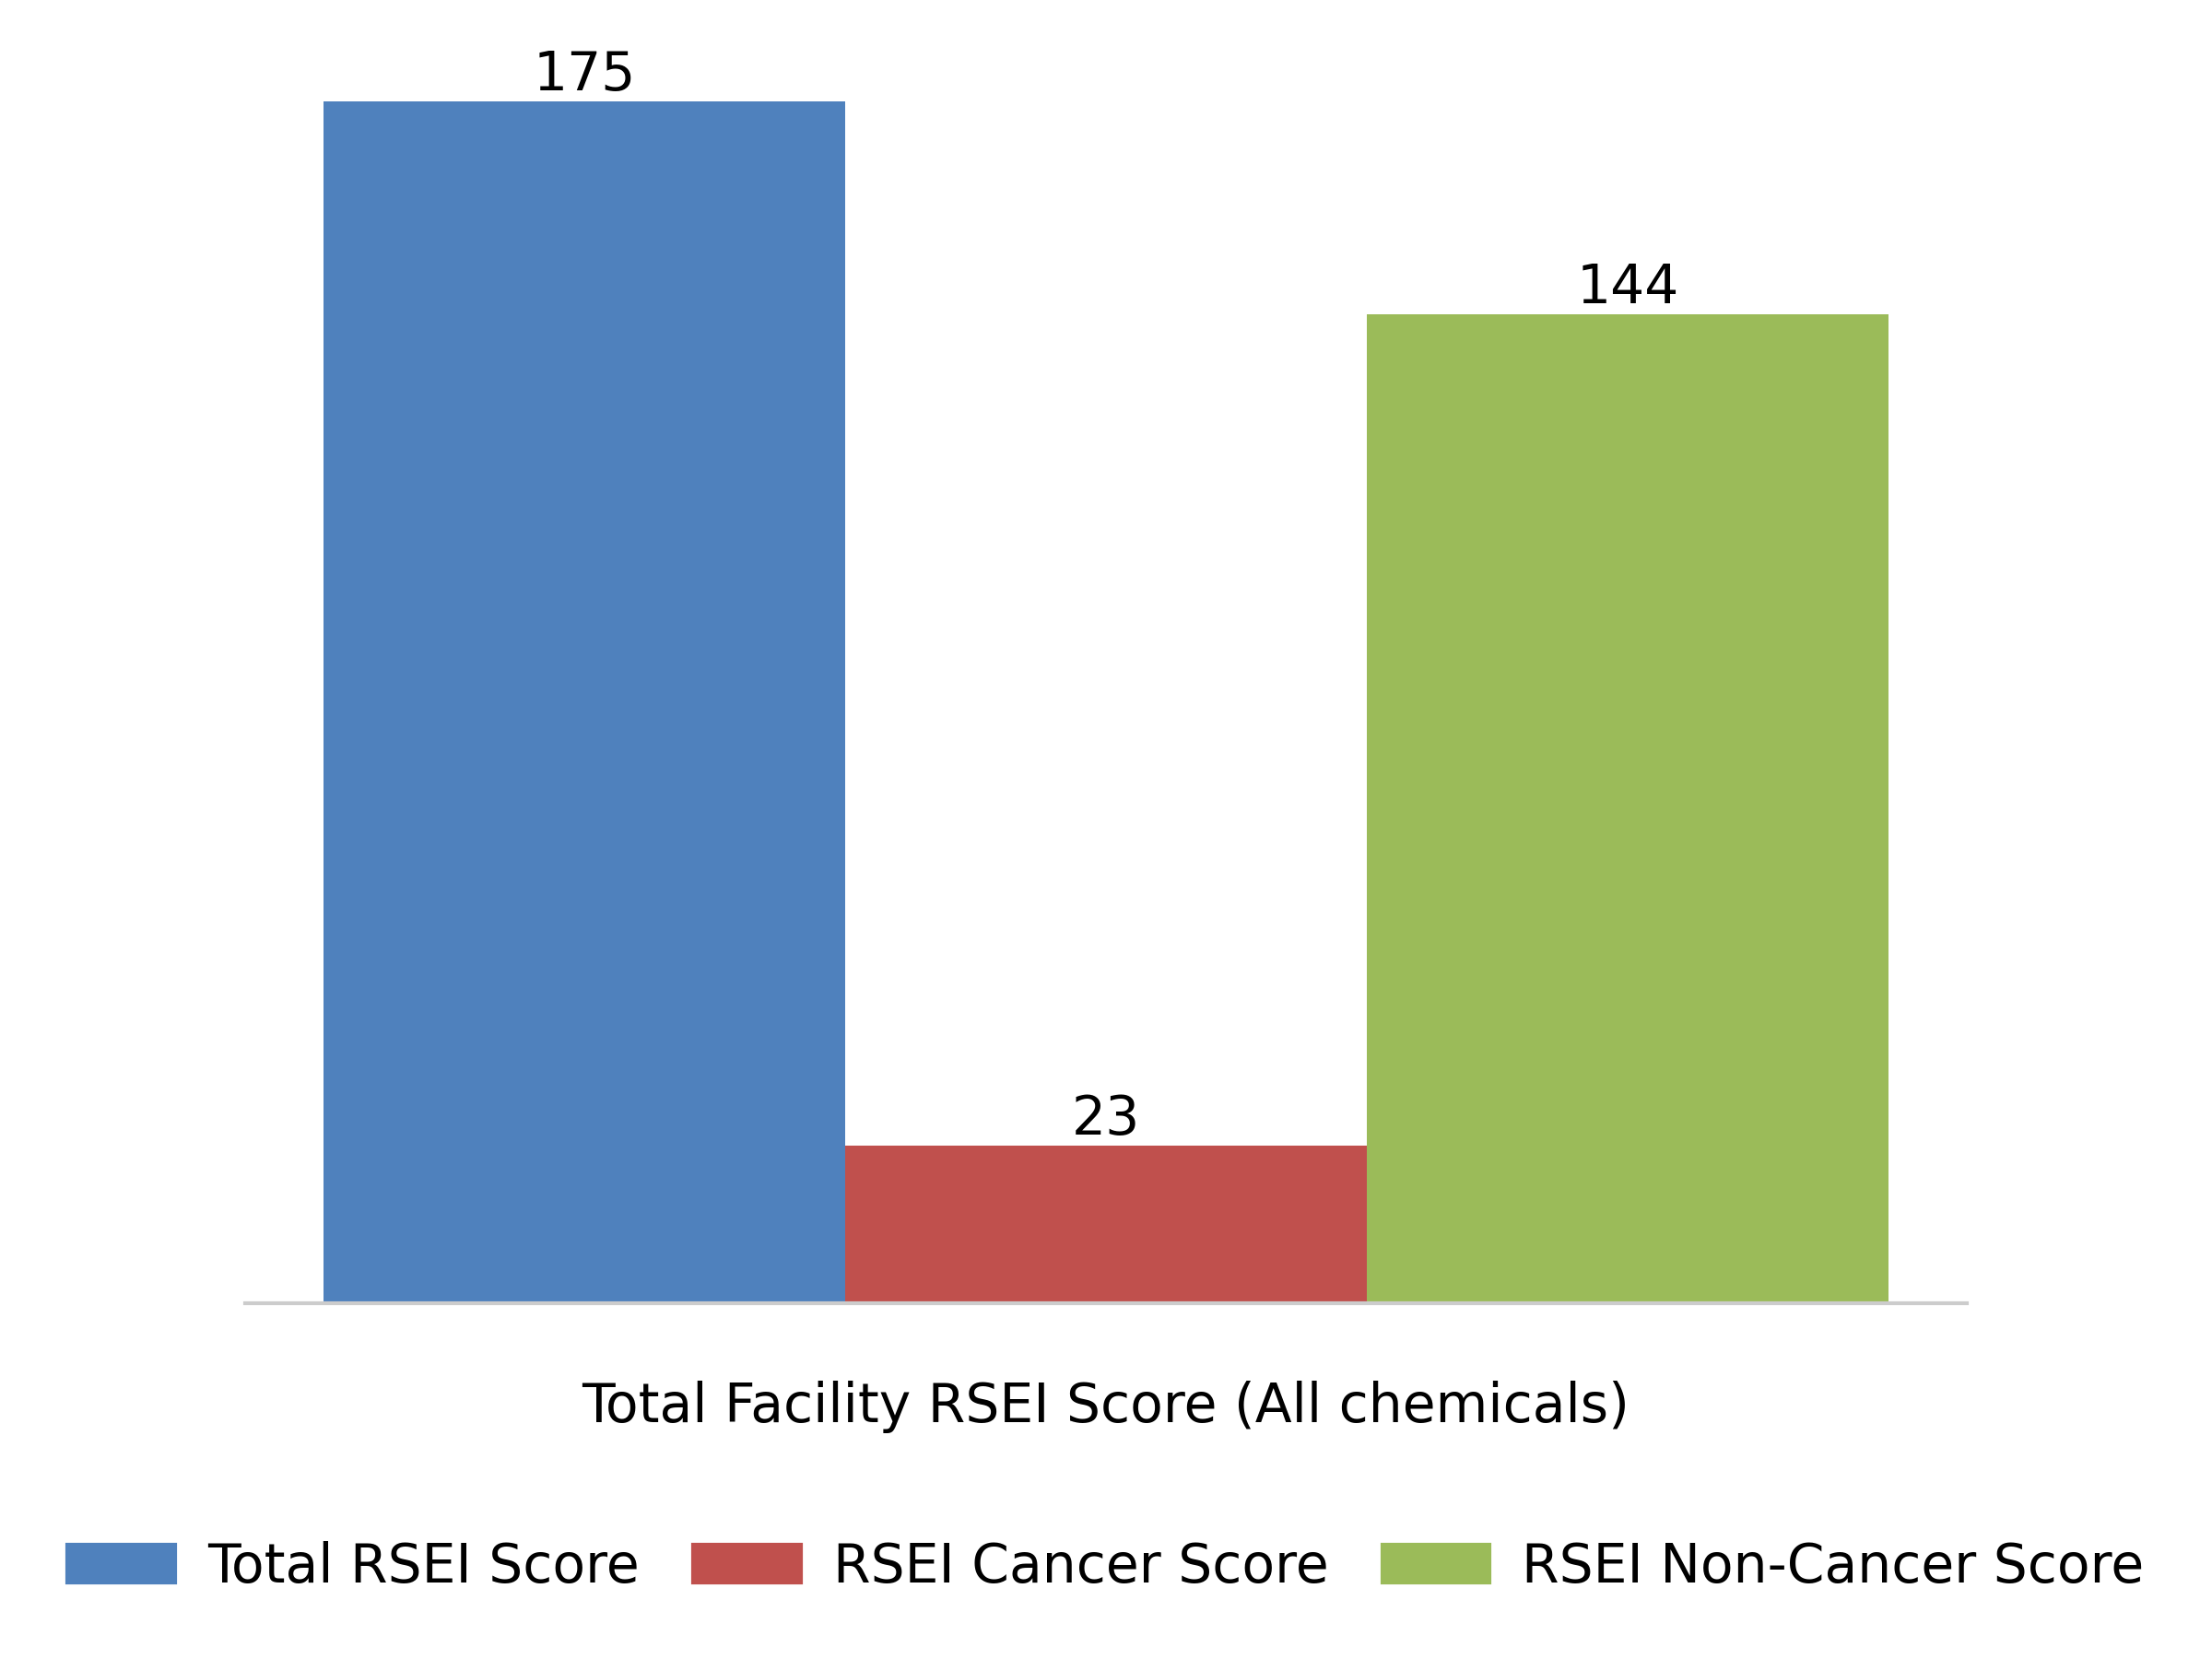 175
144
23
Total Facility RSEI Score (All chemicals)
Total RSEI Score RSEI Cancer Score RSEI Non-Cancer Score